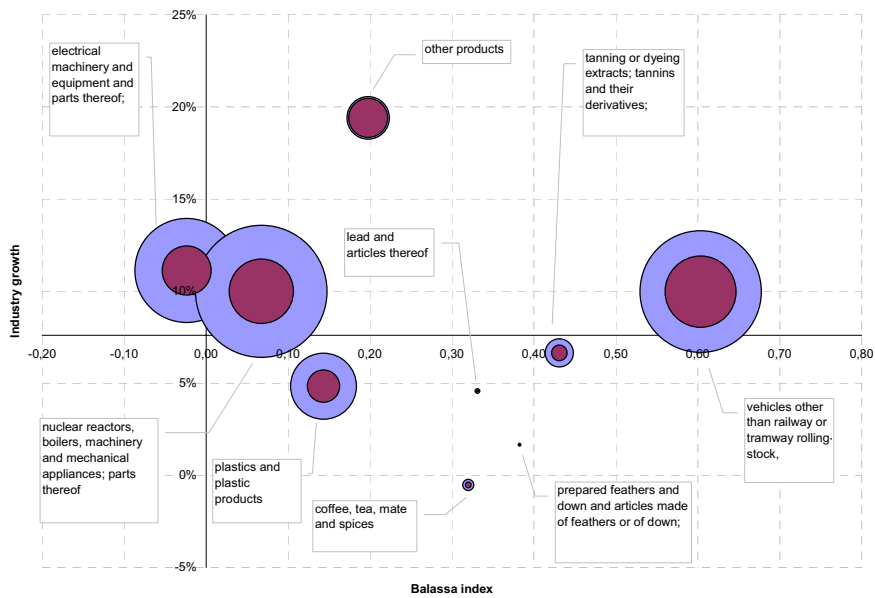 25%
electrical
machinery and
equipment and
parts thereof;
other products
tanning or dyeing
extracts; tannins
and their
derivatives;
20%
15%
lead and
articles thereof
Industry growth
10%
-0,20
-0,10
0,00
0,10
0,20
0,30
0,40
0,50
0,60
0,70
0,80
5%
vehicles other
than railway or
tramway rolling-
stock,
nuclear reactors,
boilers, machinery
and mechanical
appliances; parts
thereof
plastics and
plastic
products
0%
coffee, tea, mate
and spices
prepared feathers and
down and articles made
of feathers or of down;
-5%
Balassa index